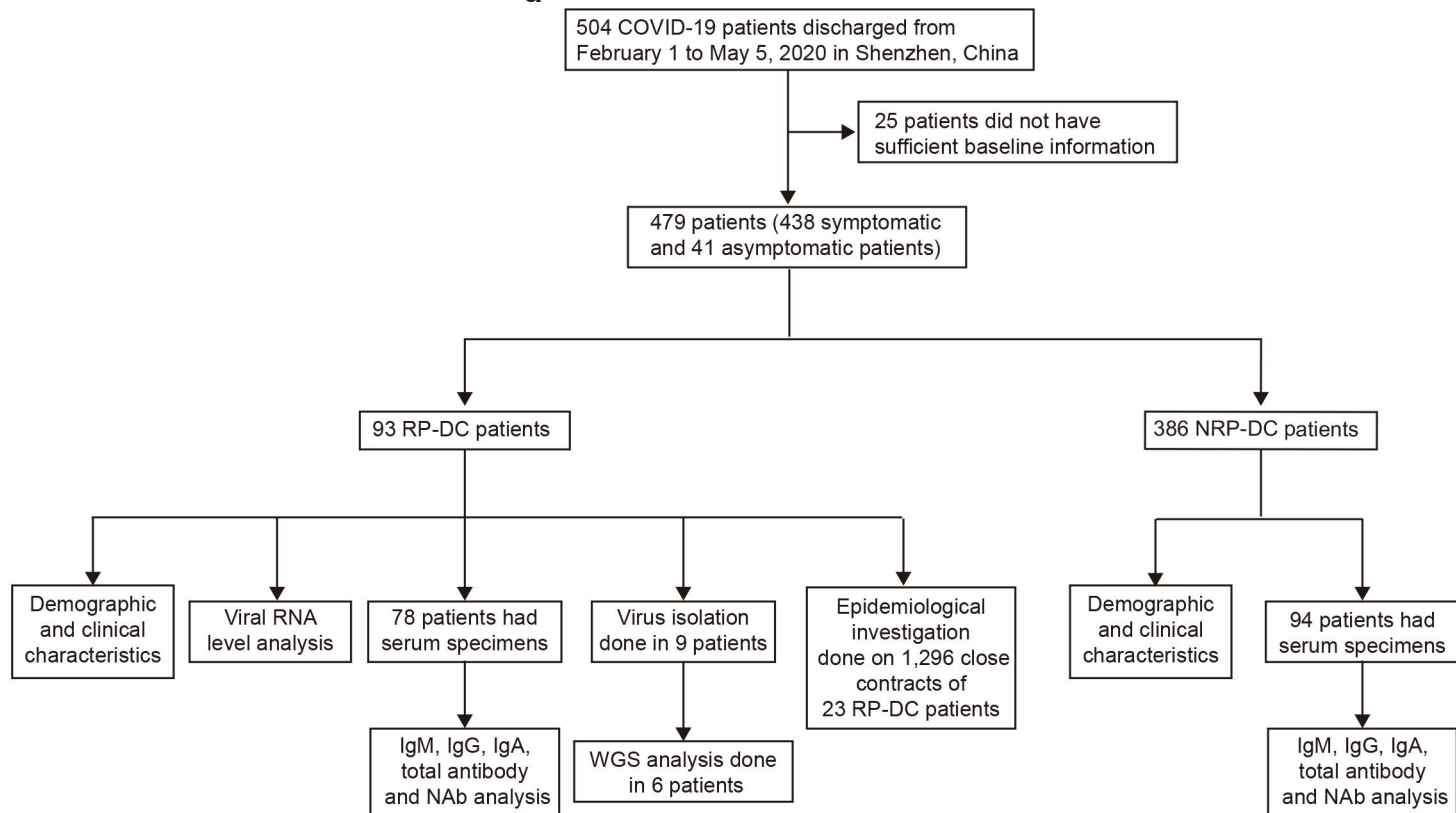 504 COVID-19 patients discharged from
February 1 to May 5, 2020 in Shenzhen, China
25 patients did not have
sufficient baseline information
479 patients (438 symptomatic
and 41 asymptomatic patients)
93 RP-DC patients
386 NRP-DC patients
Demographic
and clinical
characteristics
Viral RNA
level analysis
78 patients had
serum specimens
Virus isolation
done in 9 patients
Epidemiological
investigation
done on 1,296 close
contracts of
23 RP-DC patients
Demographic
and clinical
characteristics
94 patients had
serum specimens
IgM, IgG, IgA,
total antibody
and NAb analysis
WGS analysis done
in 6 patients
IgM, IgG, IgA,
total antibody
and NAb analysis